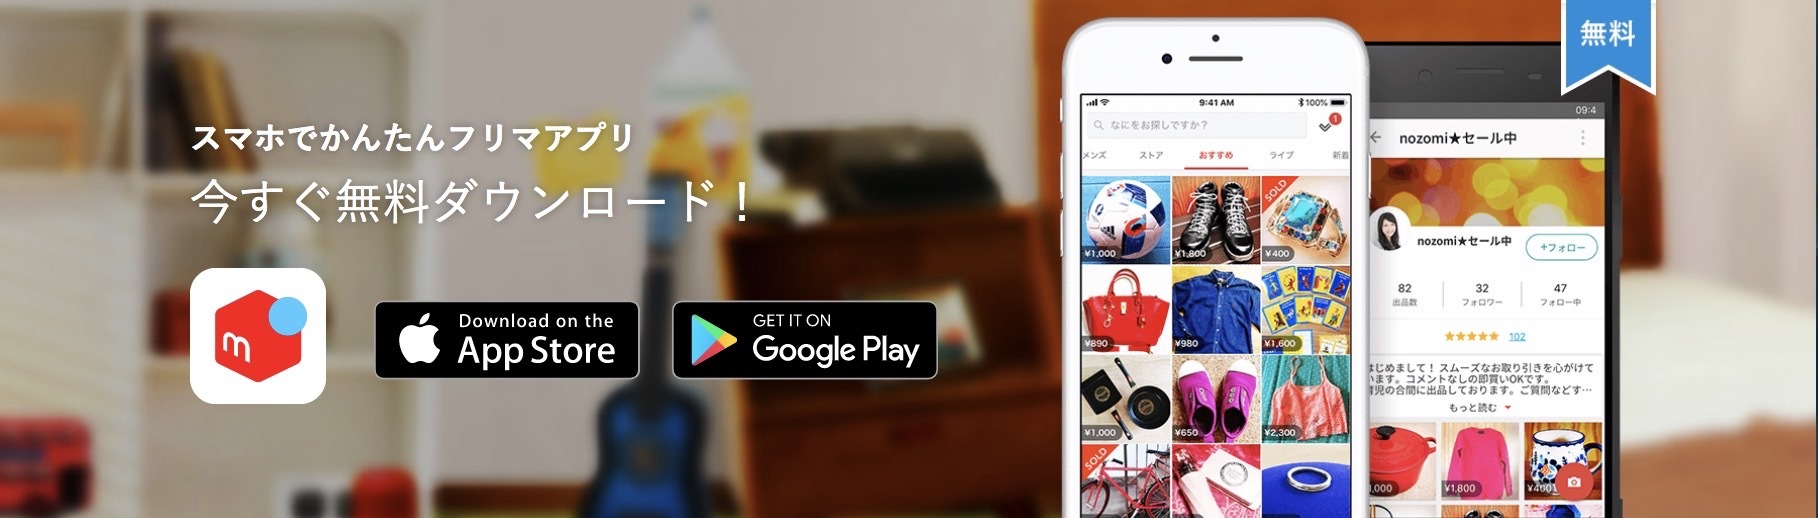 無料
スマホでかんたんフリマアプリ
今すぐ無料ダウンロード！
m
Download on the
App Store
GET IT ON
Google Play
9:41 AM
100%
なにをお探しですか？
1
メンズ ストア おすすめ ライブ 新着
SOLD
¥1,000 ¥1,800 ¥400
¥890 ¥980 ¥1,600
¥1,000 ¥650 ¥2,300
SOLD
09:4
nozomi★セール中
nozomi★セール中
+フォロー
82 32 47
出品数 フォロワー フォロー中
★★★★★ 102
はじめまして！ スムーズなお取り引きを心がけて
います。コメントなしの即買いOKです。
育児の合間に出品しております。ご質問などす…
もっと読む
,000 ¥1,800 ¥400